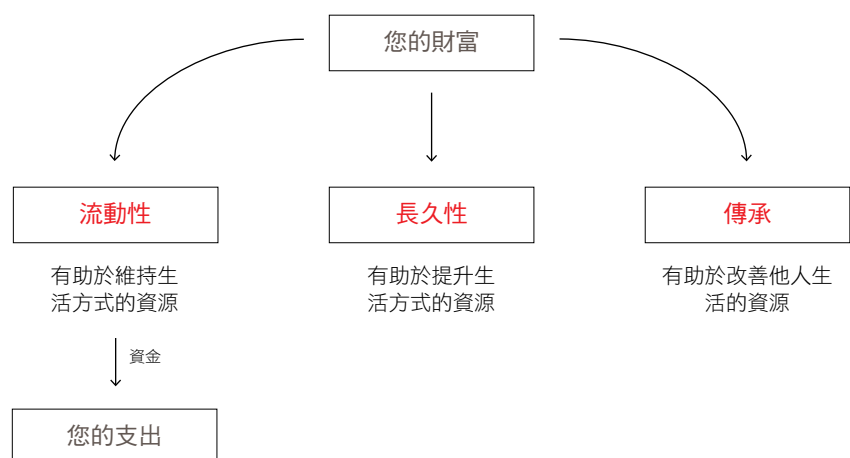 您的財富
流動性
長久性
傳承
有助於維持生
活方式的資源
有助於提升生
活方式的資源
有助於改善他人生
活的資源
資金
您的支出